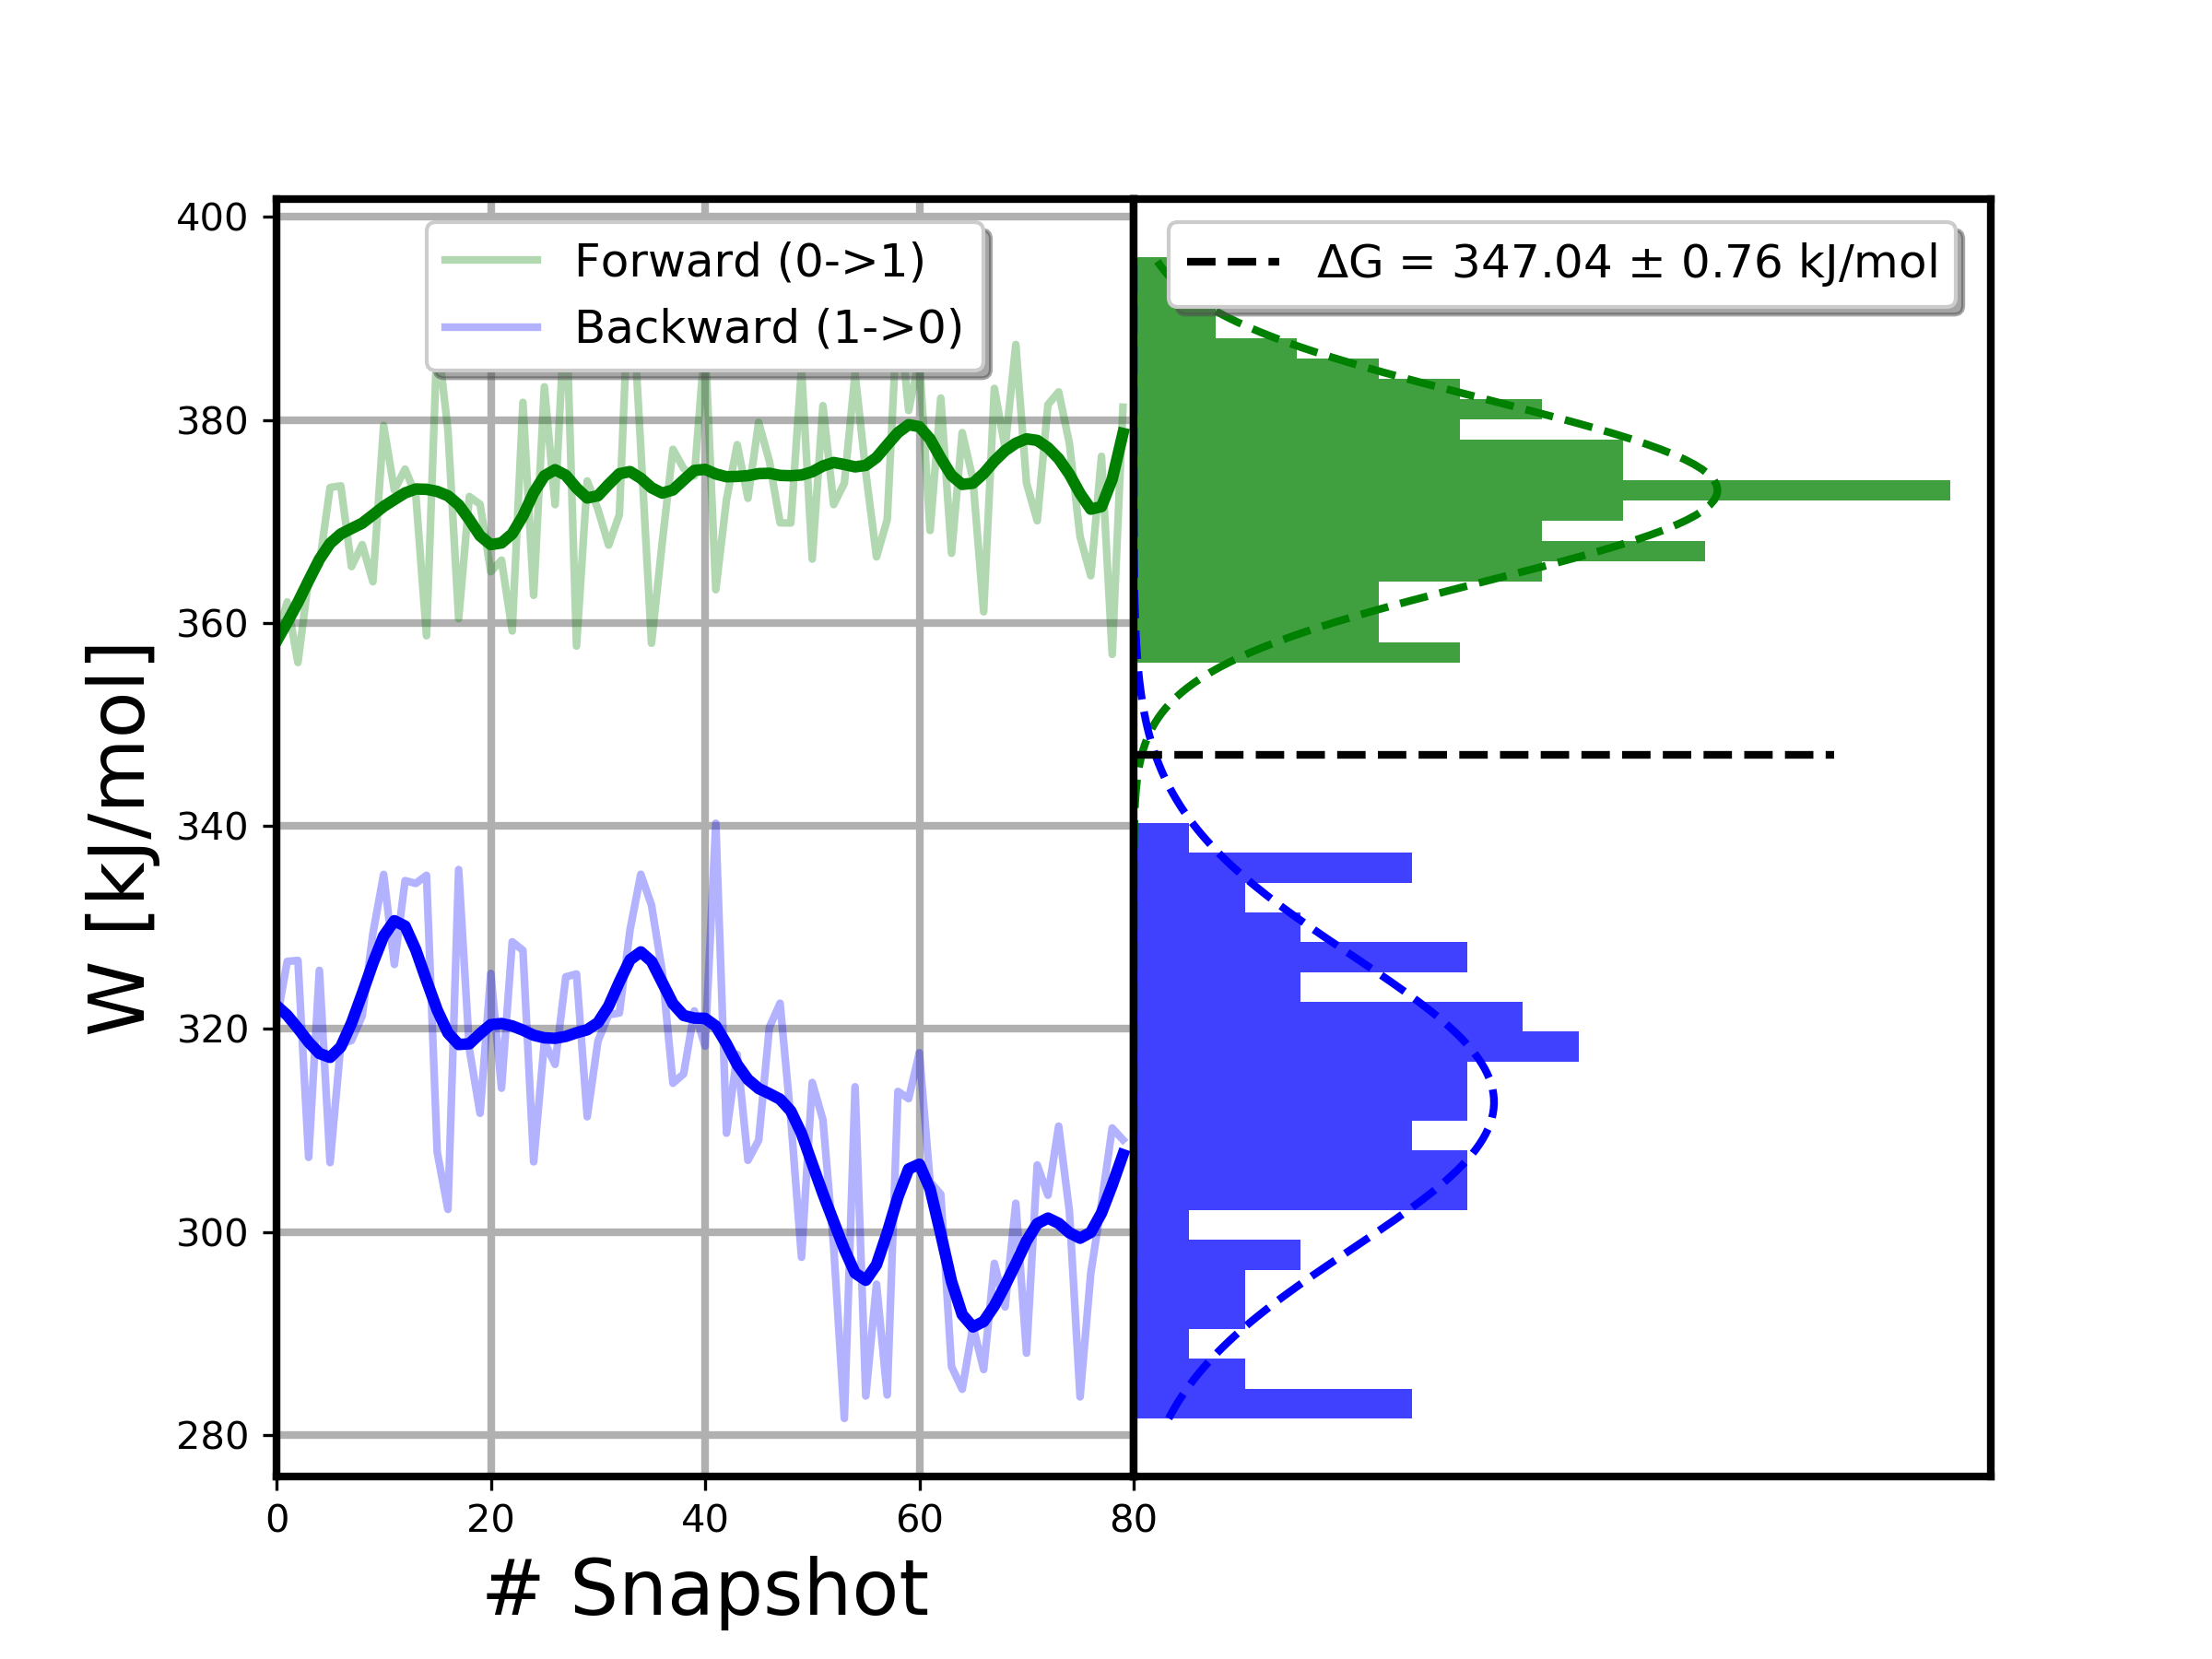 W [kJ/mol]
400
380
360
340
320
300
280
Forward (0->1)
Backward (1->0)
ΔG = 347.04 ± 0.76 kJ/mol
0 20 40 60 80
# Snapshot